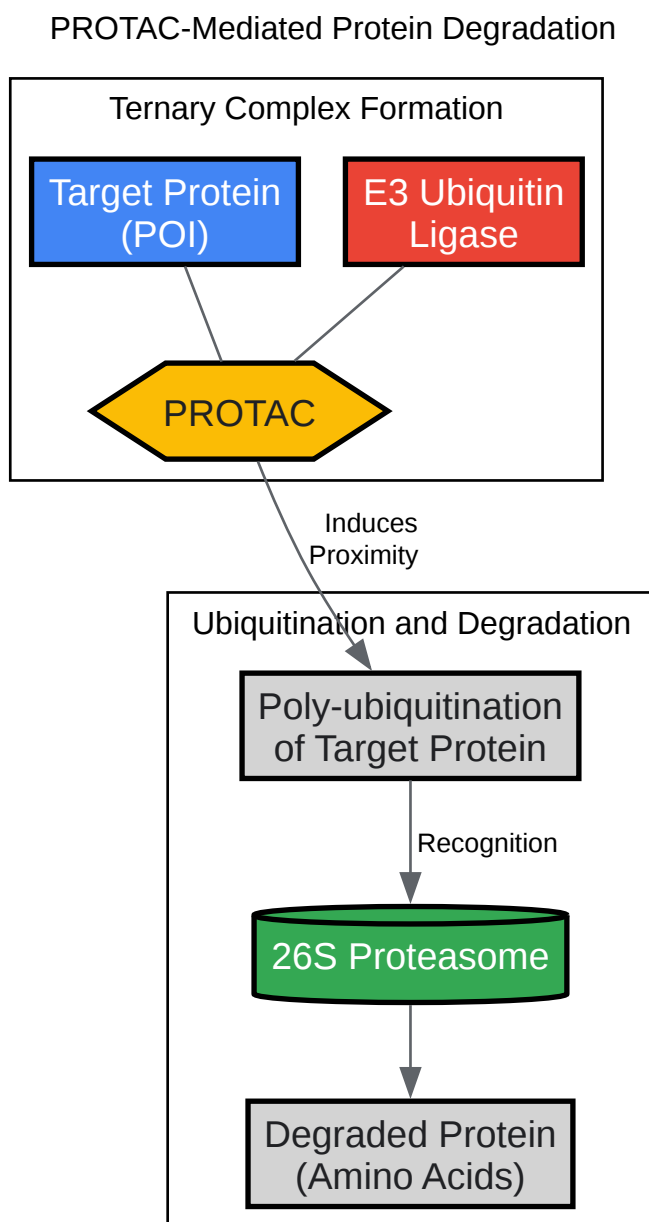 PROTAC-Mediated Protein Degradation
Ternary Complex Formation
Target Protein
(POI)
E3 Ubiquitin
Ligase
PROTAC
Induces
Proximity
Ubiquitination and Degradation
Poly-ubiquitination
of Target Protein
Recognition
26S Proteasome
Degraded Protein
(Amino Acids)